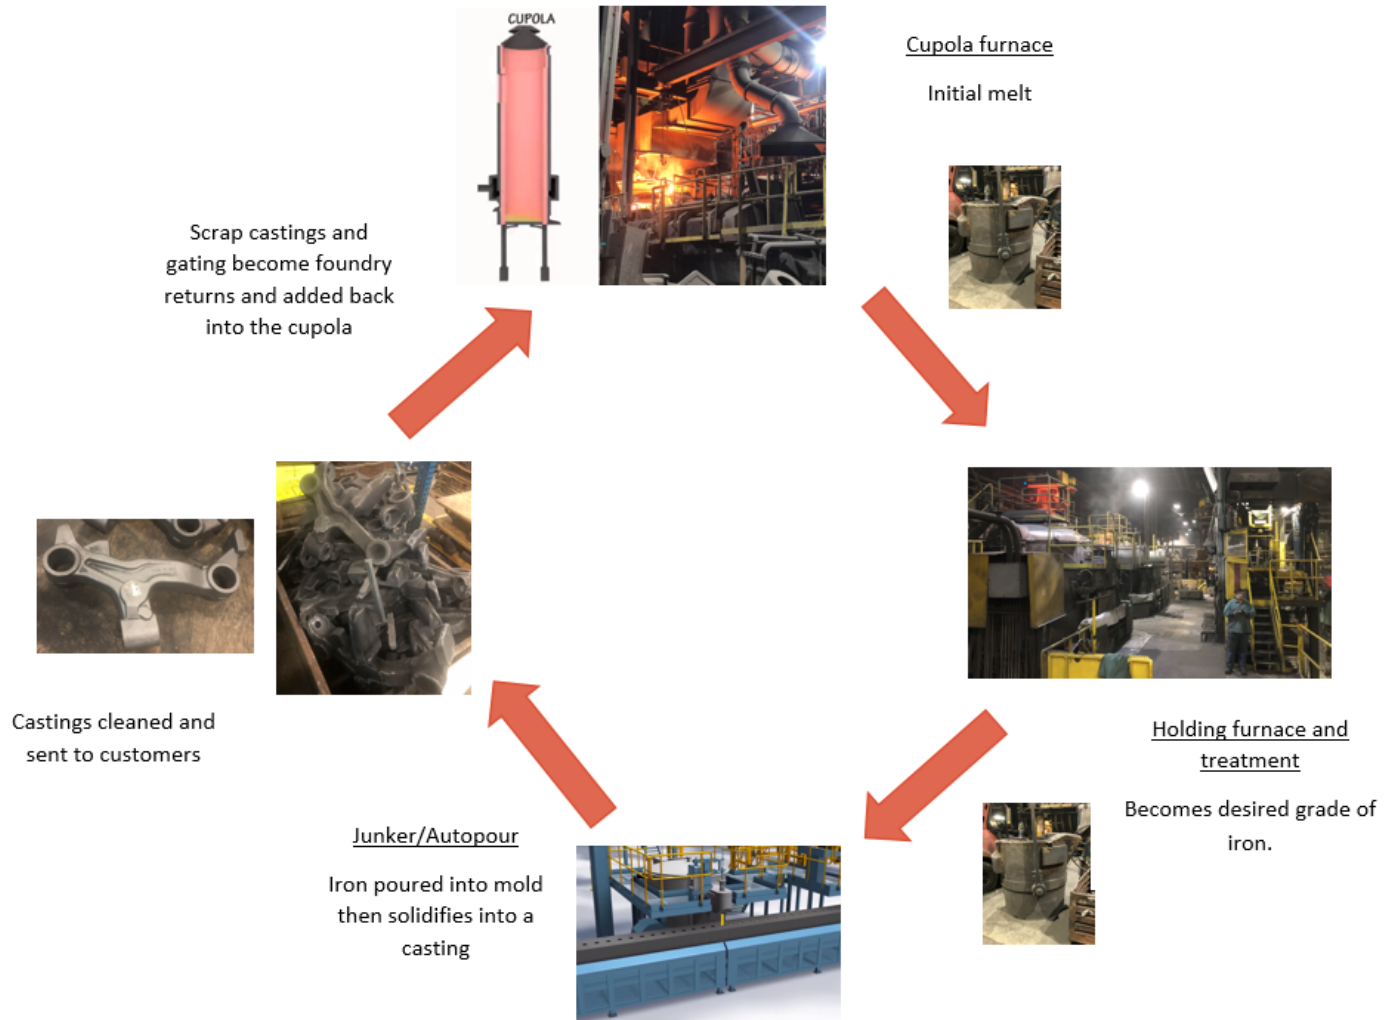 CUPOLA
Cupola furnace
Initial melt
Scrap castings and
gating become foundry
returns and added back
into the cupola
Holding furnace and
treatment
Becomes desired grade of
iron.
Junker/Autopour
Iron poured into mold
then solidifies into a
casting
Castings cleaned and
sent to customers